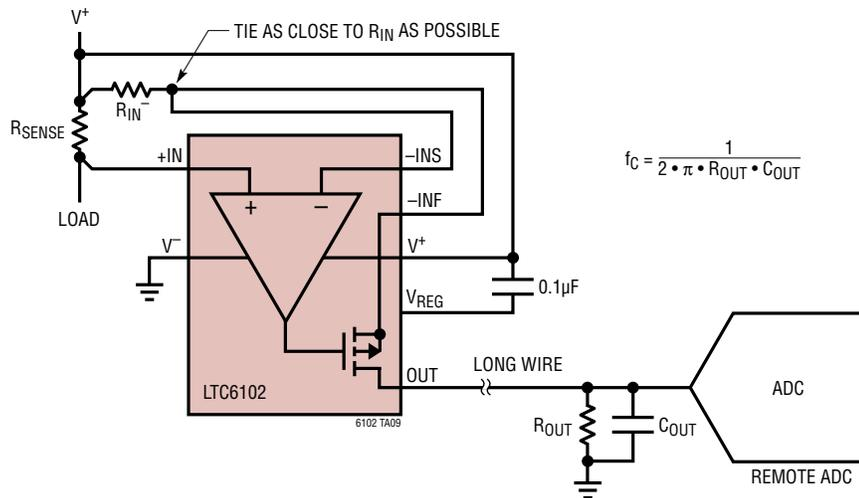 V+
TIE AS CLOSE TO RIN AS POSSIBLE
RIN–
RSENSE
+IN
–INS
fC = 1 / 2 • π • ROUT • COUT
+ –
–INF
LOAD
V–
V+
0.1µF
VREG
LONG WIRE
OUT
LTC6102
ADC
6102 TA09
ROUT
COUT
REMOTE ADC